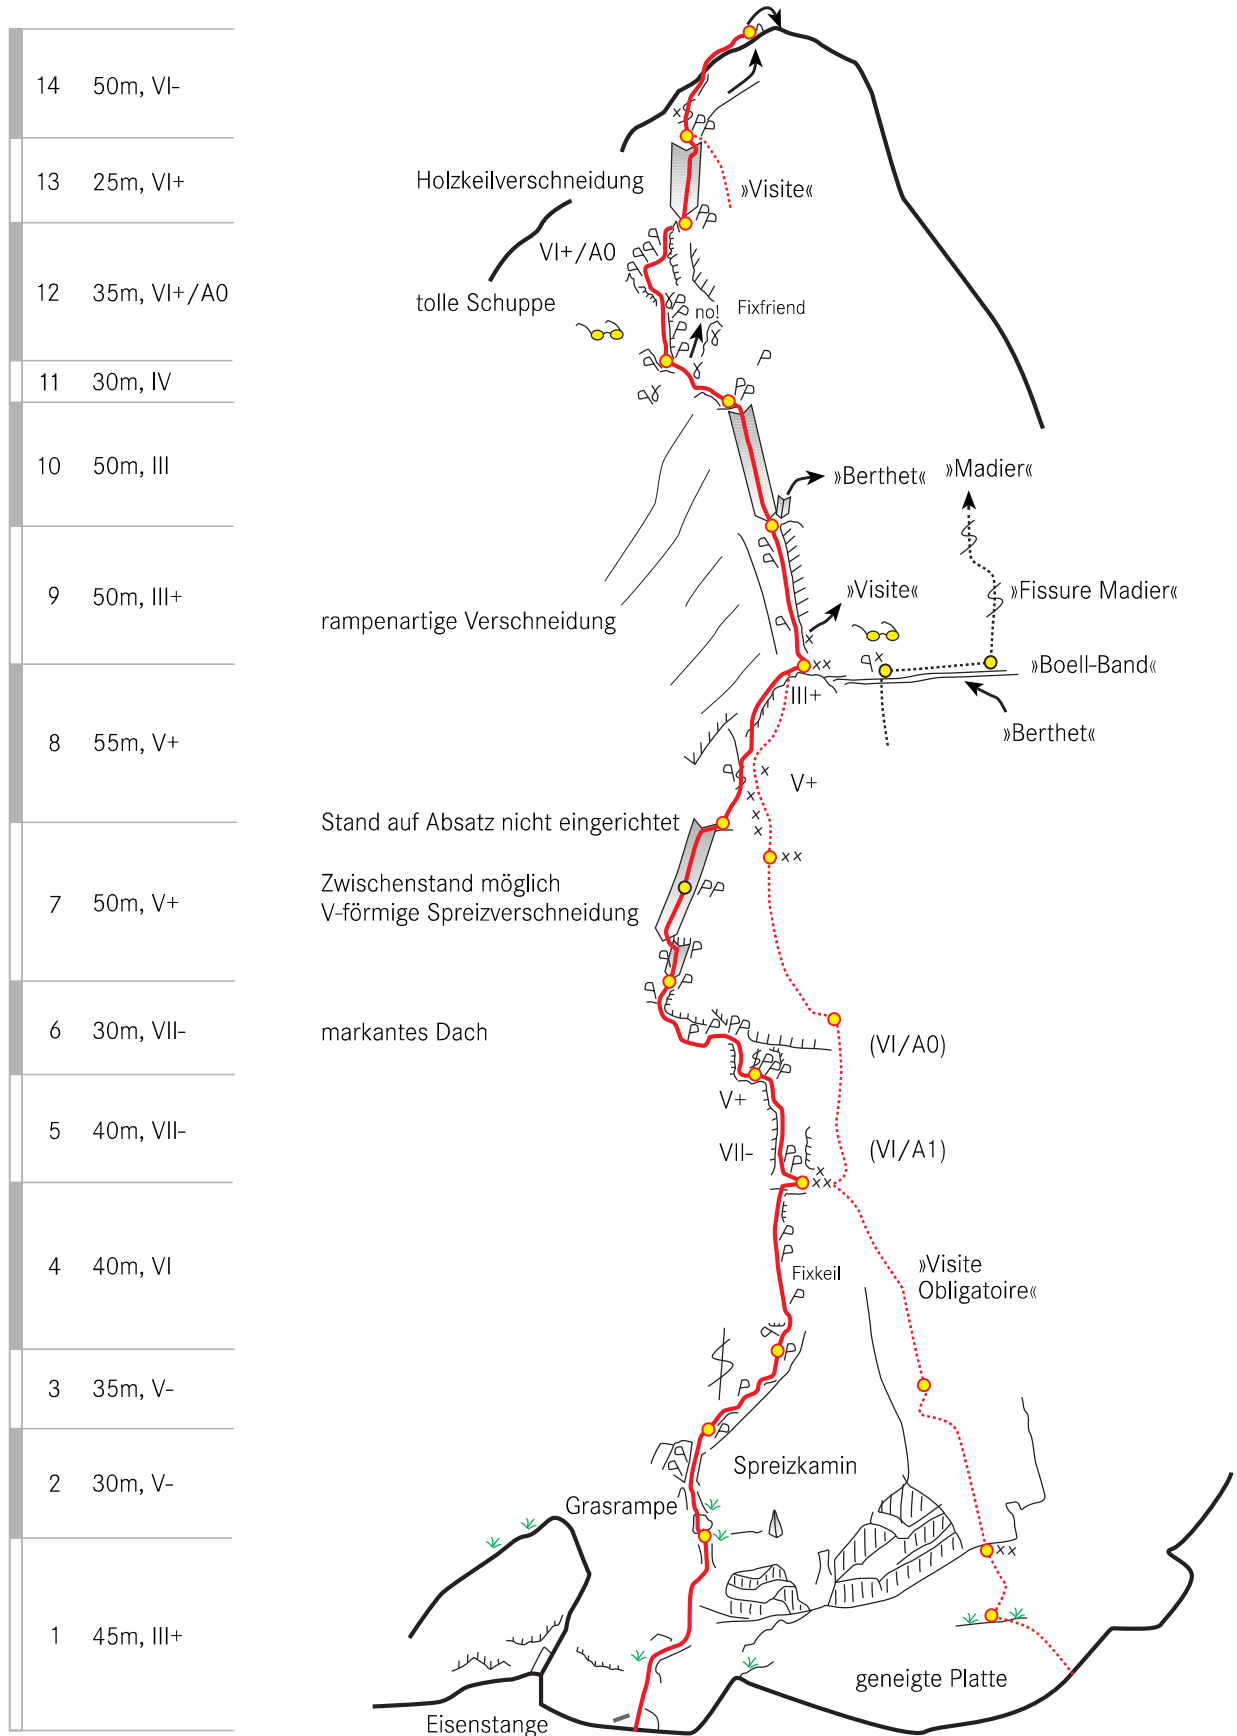 14 50m, VI-
13 25m, VI+
Holzkeilverschneidung
»Visite«
VI+/A0
12 35m, VI+/A0
tolle Schuppe
no!
Fixfriend
11 30m, IV
10 50m, III
»Berthet«
»Madier«
9 50m, III+
rampenartige Verschneidung
»Visite«
»Fissure Madier«
»Boell-Band«
III+
»Berthet«
8 55m, V+
V+
Stand auf Absatz nicht eingerichtet
7 50m, V+
Zwischenstand möglich
V-förmige Spreizverschneidung
6 30m, VII-
markantes Dach
(VI/A0)
V+
5 40m, VII-
VII-
(VI/A1)
4 40m, VI
Fixkeil
»Visite
Obligatoire«
3 35m, V-
2 30m, V-
Spreizkamin
Grasrampe
1 45m, III+
geneigte Platte
Eisenstange